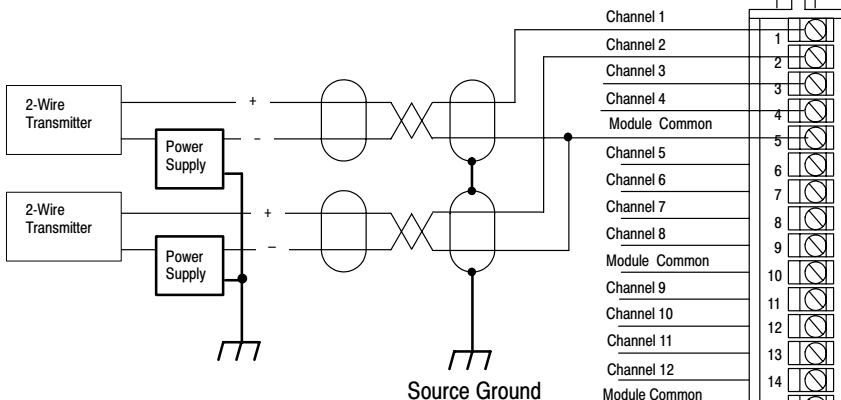 Channel 1
1
Channel 2
2
Channel 3
3
2-Wire
Transmitter
+
Channel 4
4
Module Common
–
Power
Supply
5
Channel 5
6
Channel 6
7
2-Wire
Transmitter
+
Channel 7
8
Channel 8
9
–
Power
Supply
Module Common
10
Channel 9
11
Channel 10
12
Channel 11
13
Channel 12
14
Source Ground
Module Common